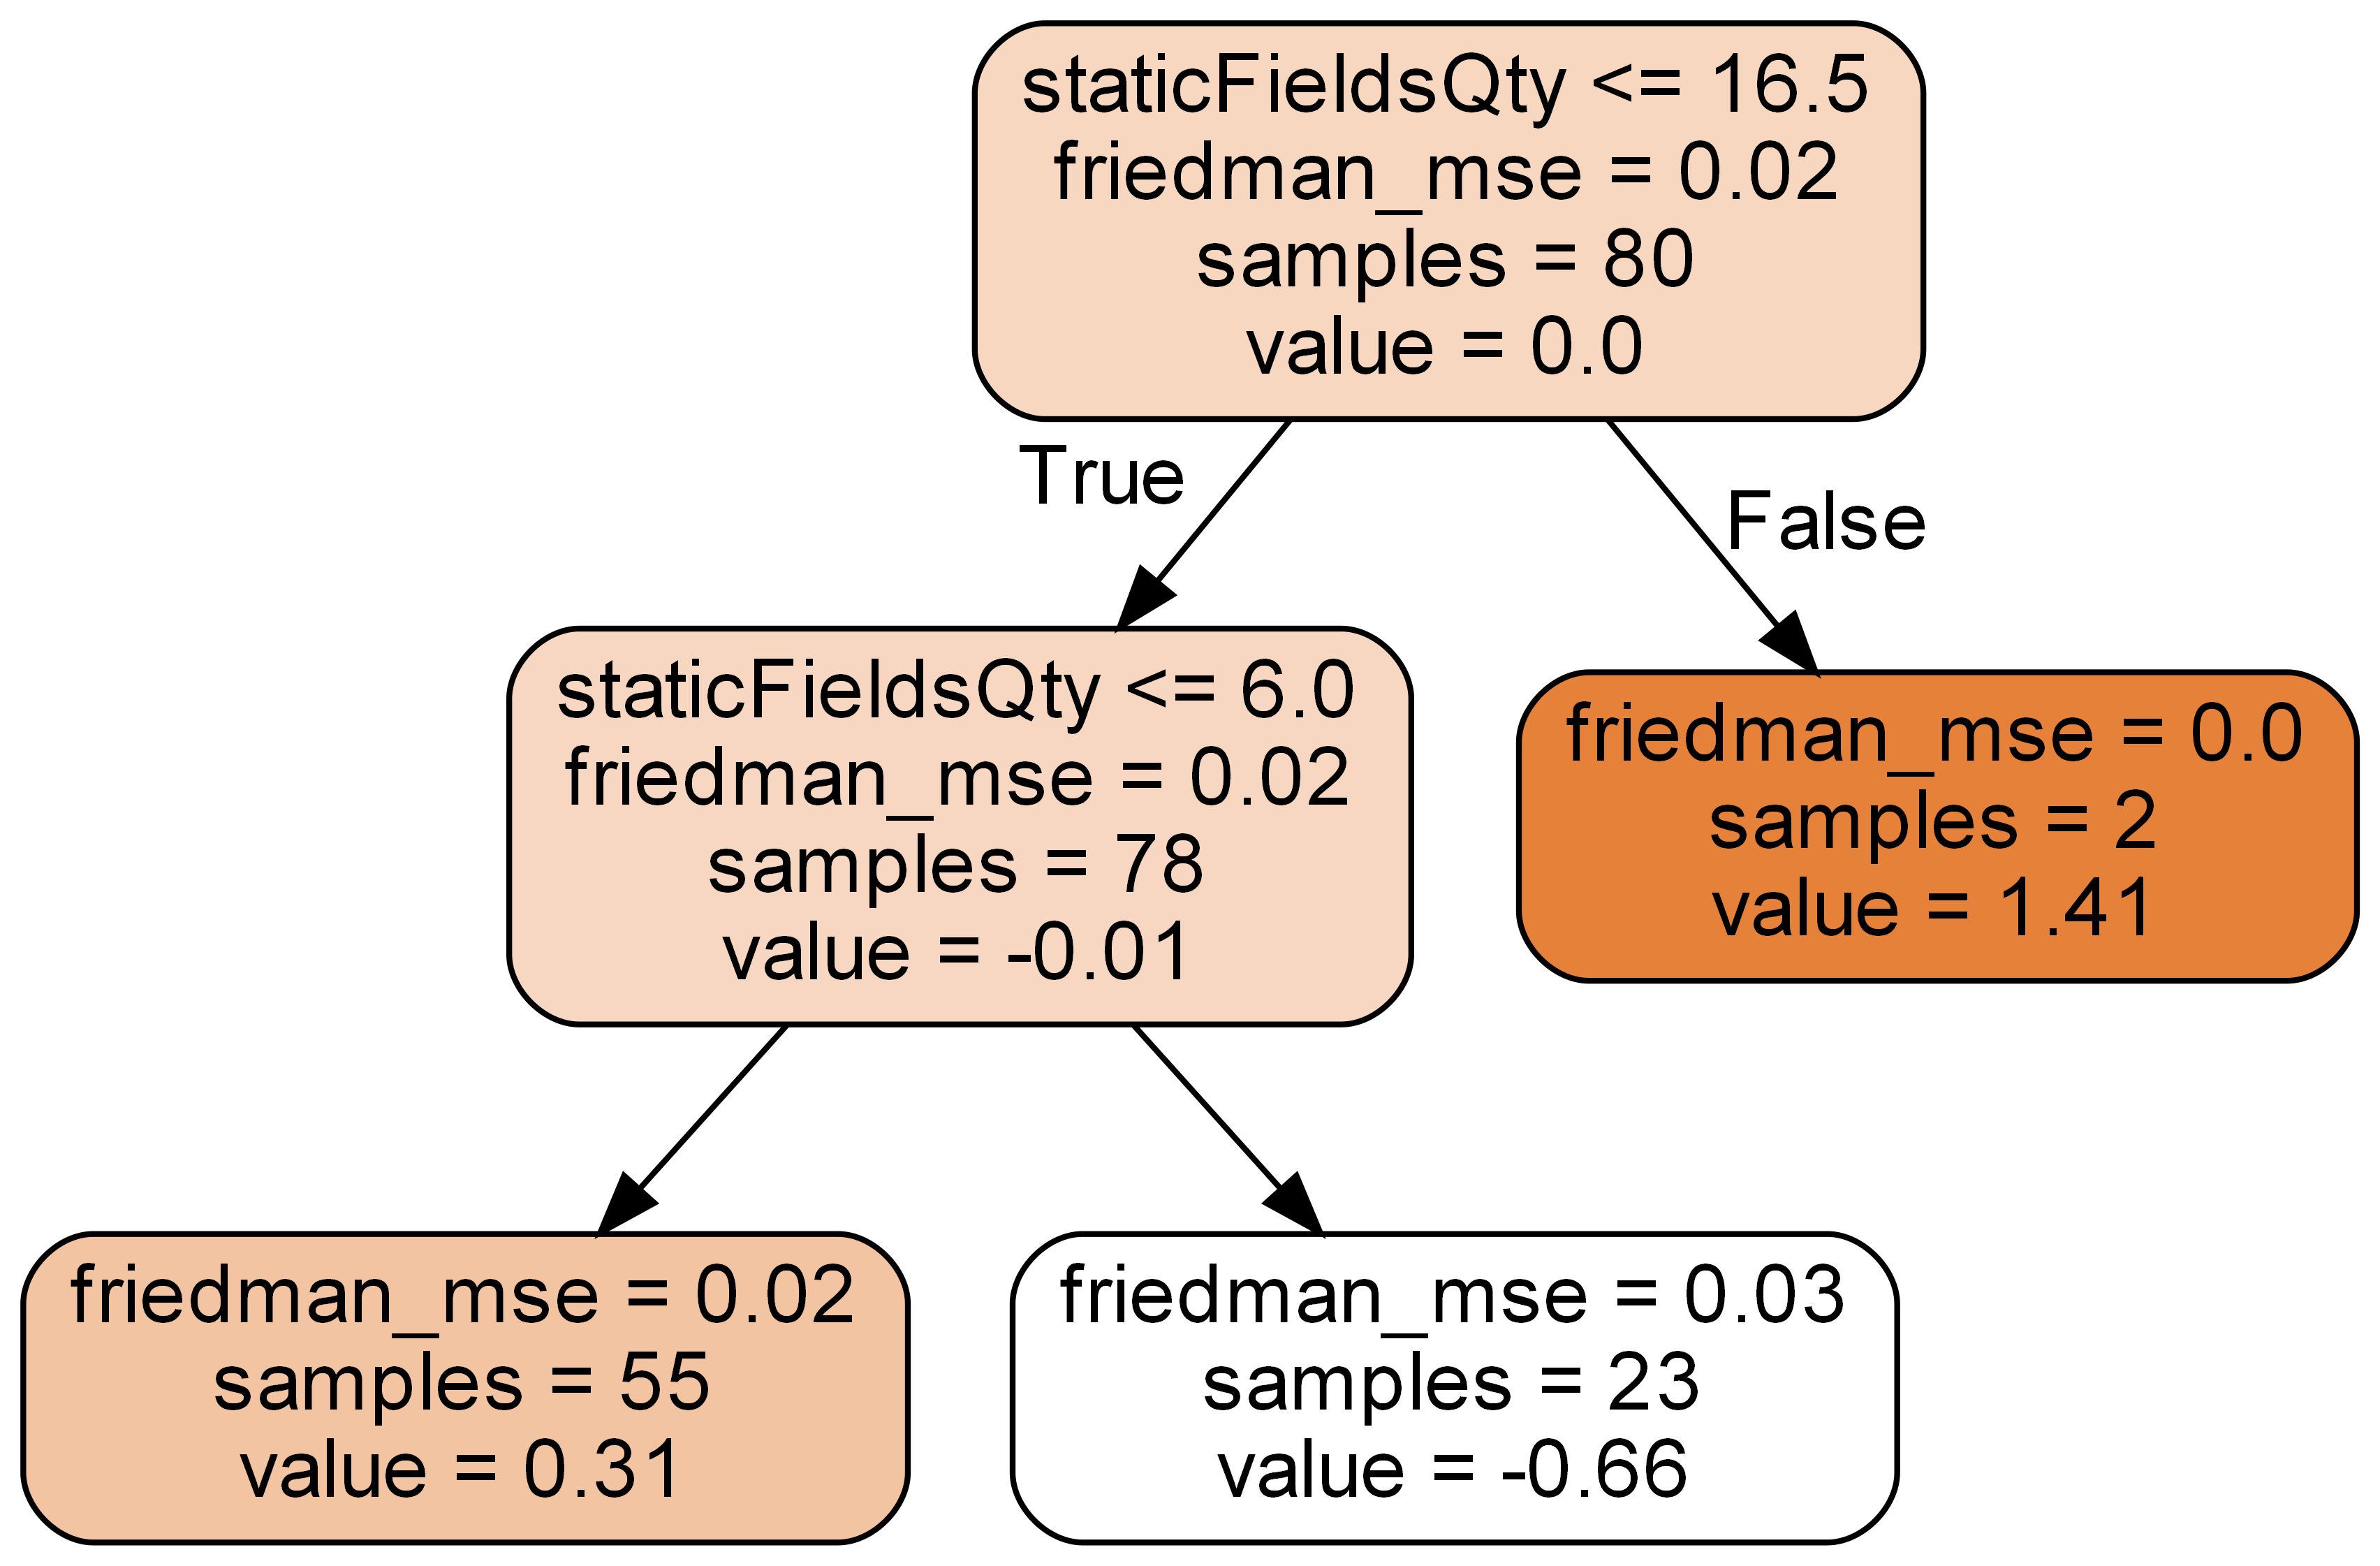 staticFieldsQty <= 16.5
friedman_mse = 0.02
samples = 80
value = 0.0
True
False
staticFieldsQty <= 6.0
friedman_mse = 0.02
samples = 78
value = -0.01
friedman_mse = 0.0
samples = 2
value = 1.41
friedman_mse = 0.02
samples = 55
value = 0.31
friedman_mse = 0.03
samples = 23
value = -0.66